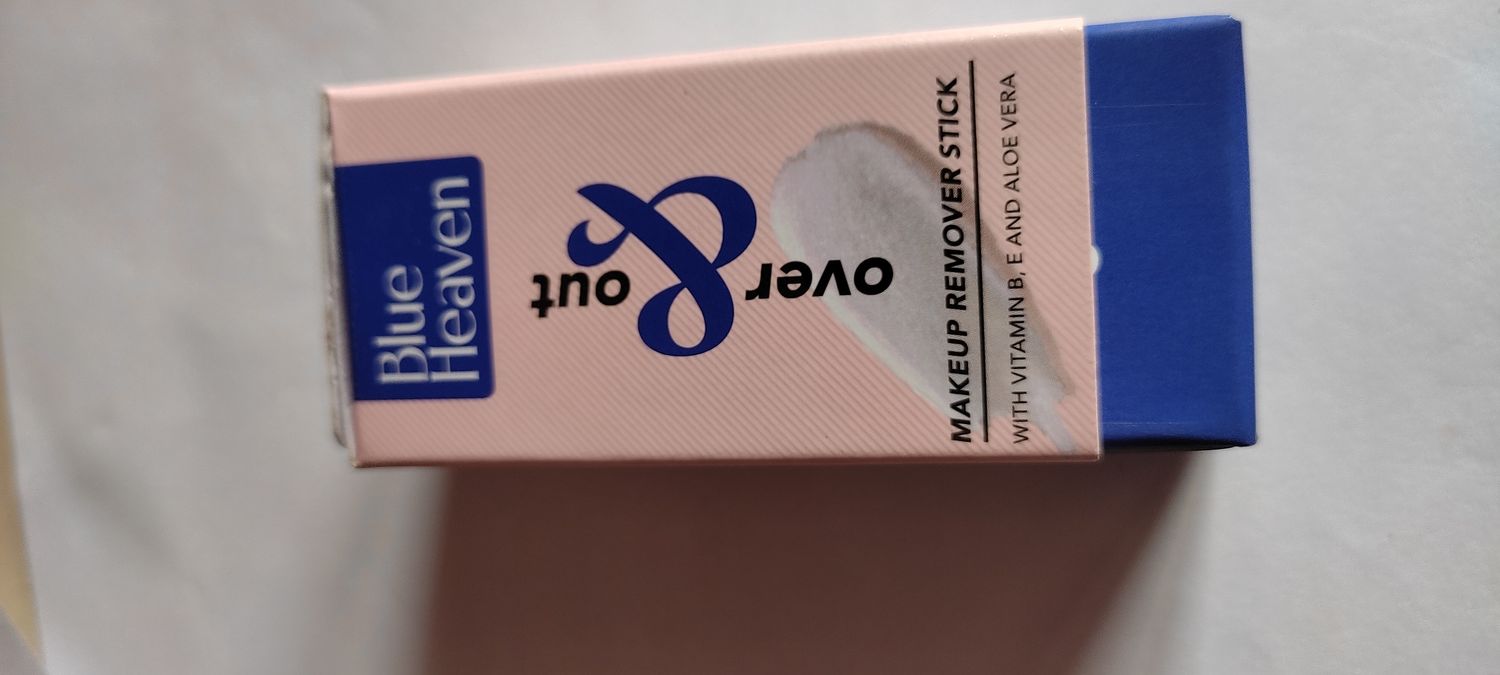 Blue
Heaven
over & out
MAKEUP REMOVER STICK
WITH VITAMIN B, E AND ALOE VERA